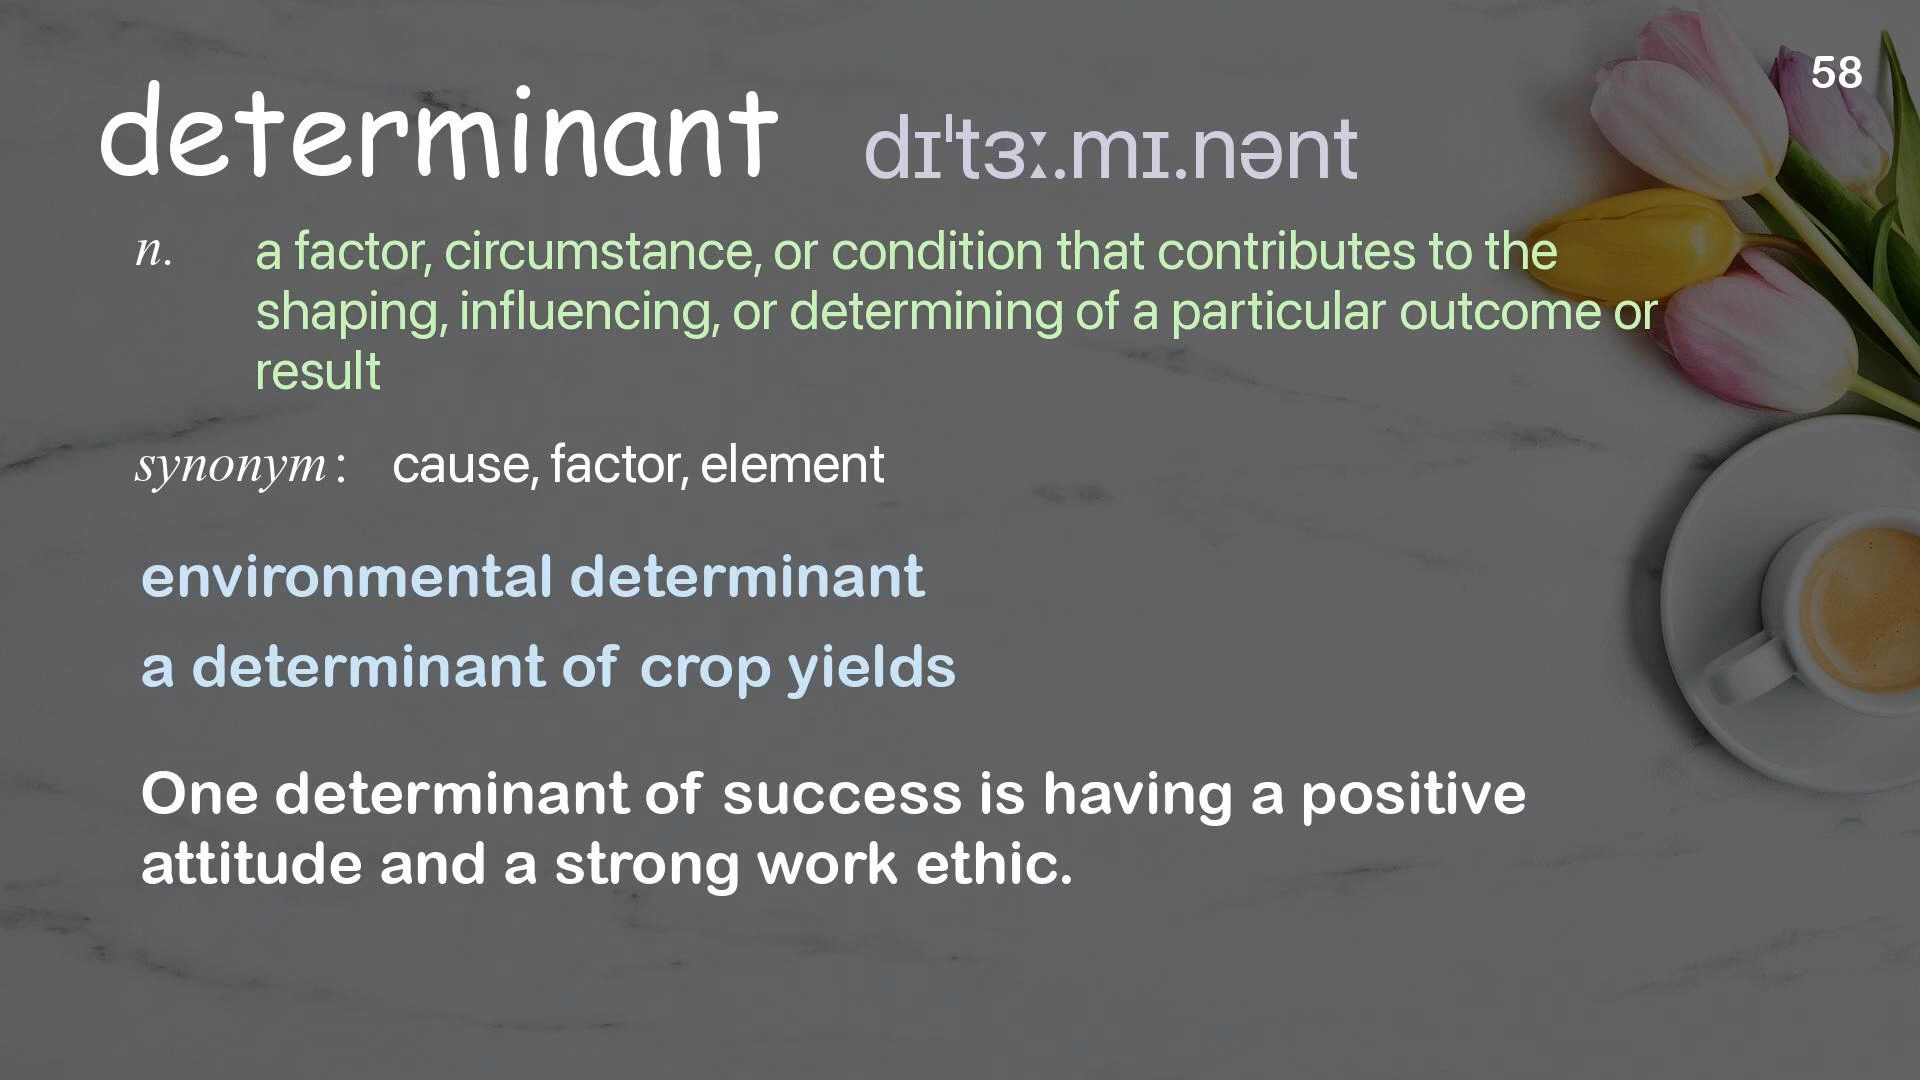 58
determinant dɪˈtɜː.mɪ.nənt
n. a factor, circumstance, or condition that contributes to the
shaping, influencing, or determining of a particular outcome or
result
synonym: cause, factor, element
environmental determinant
a determinant of crop yields
One determinant of success is having a positive
attitude and a strong work ethic.